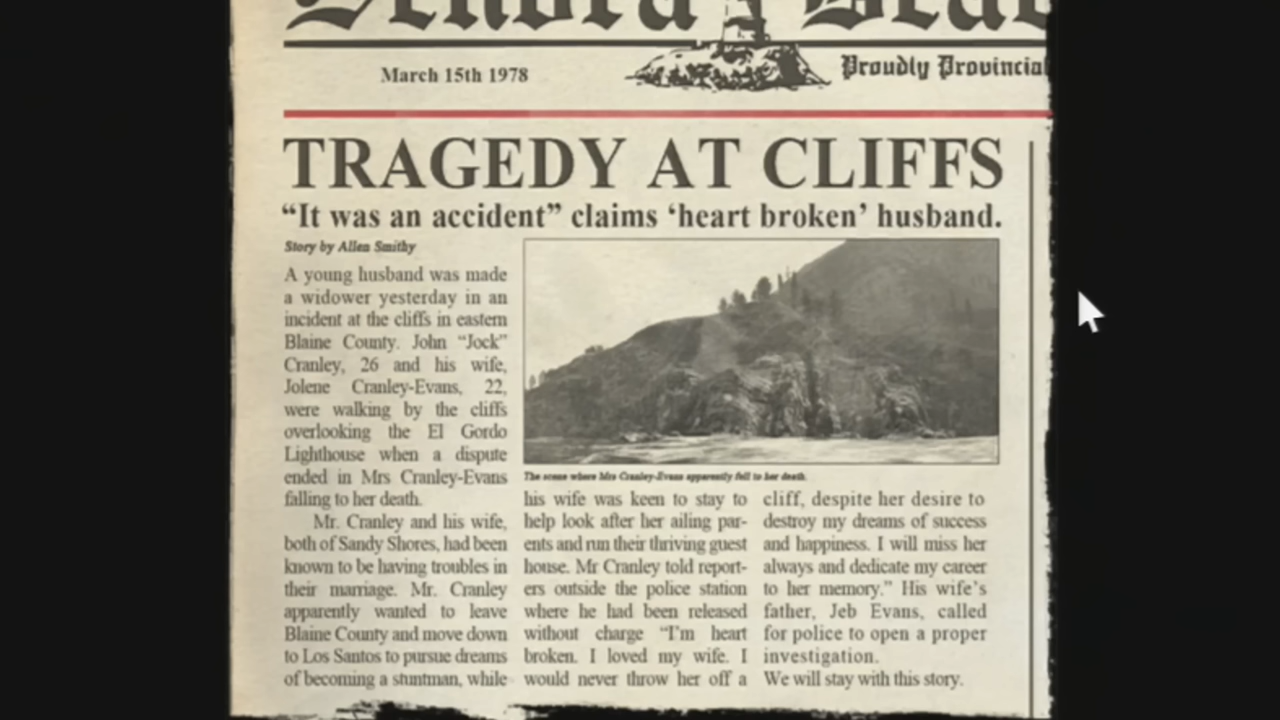 March 15th 1978
Proudly
TRAGEDY AT CLIFFS
“It was an accident” claims ‘heart broken’ husband.
Story by Allen Smithy
A young husband was made
a widower yesterday in an
incident at the cliffs in eastern
Blaine County. John “Jock”
Cranley, 26 and his wife,
Jolene Cranley-Evans, 22,
were walking by the cliffs
overlooking the El Gordo
Lighthouse when a dispute
ended in Mrs Cranley-Evans
falling to her death.
Mr. Cranley and his wife,
both of Sandy Shores, had been
known to be having troubles in
their marriage. Mr. Cranley
apparently wanted to leave
Blaine County and move down
to Los Santos to pursue dreams
of becoming a stuntman, while
The scene where Mrs Cranley-Evans apparently fell to her death.
his wife was keen to stay to
help look after her ailing par-
ents and run their thriving guest
house. Mr Cranley told report-
ers outside the police station
where he had been released
without charge “I'm heart
broken. I loved my wife. I
would never throw her off a
cliff, despite her desire to
destroy my dreams of success
and happiness. I will miss her
always and dedicate my career
to her memory.” His wife's
father, Jeb Evans, called
for police to open a proper
investigation.
We will stay with this story.